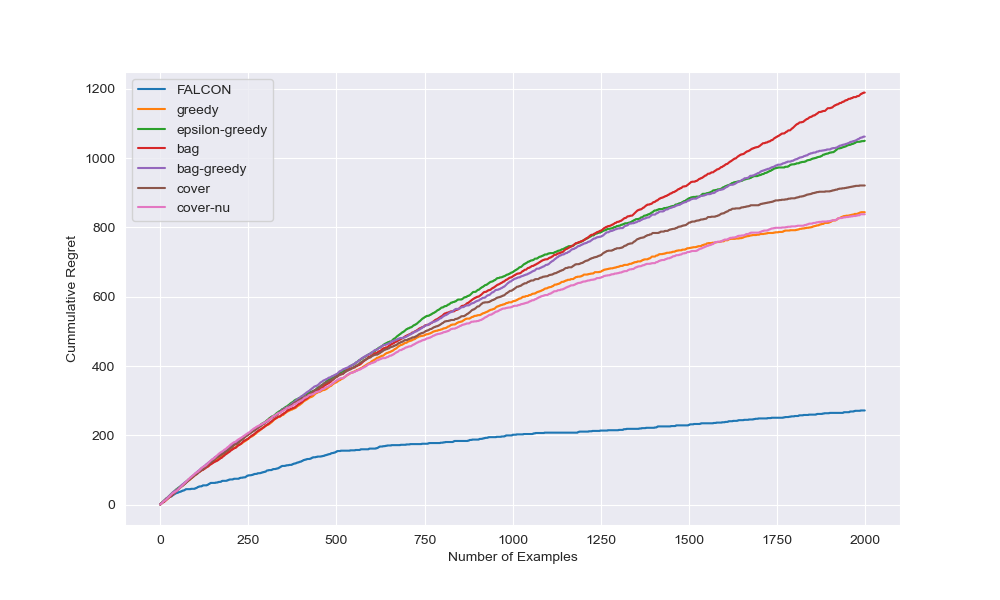 1200
1000
800
600
400
200
0
Cummulative Regret
FALCON
greedy
epsilon-greedy
bag
bag-greedy
cover
cover-nu
0 250 500 750 1000 1250 1500 1750 2000
Number of Examples